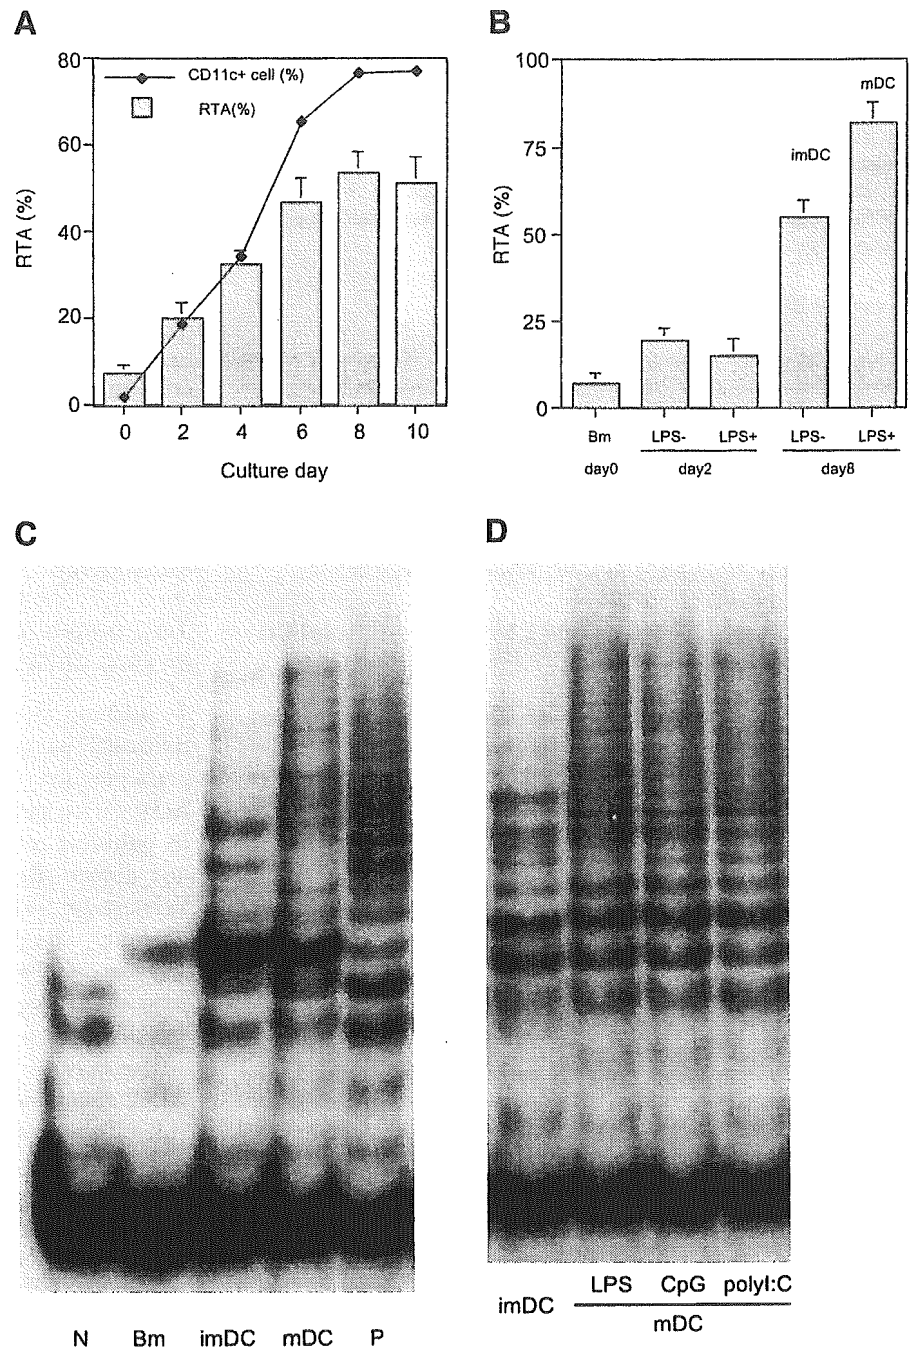 A
80
60
40
20
0
RTA (%)
CD11c+ cell (%)
RTA(%)
0 2 4 6 8 10
Culture day
B
100
75
50
25
0
RTA (%)
mDC
imDC
Bm LPS- LPS+ LPS- LPS+
day0 day2 day8
C
N Bm imDC mDC P
D
LPS CpG polyI:C
imDC
mDC